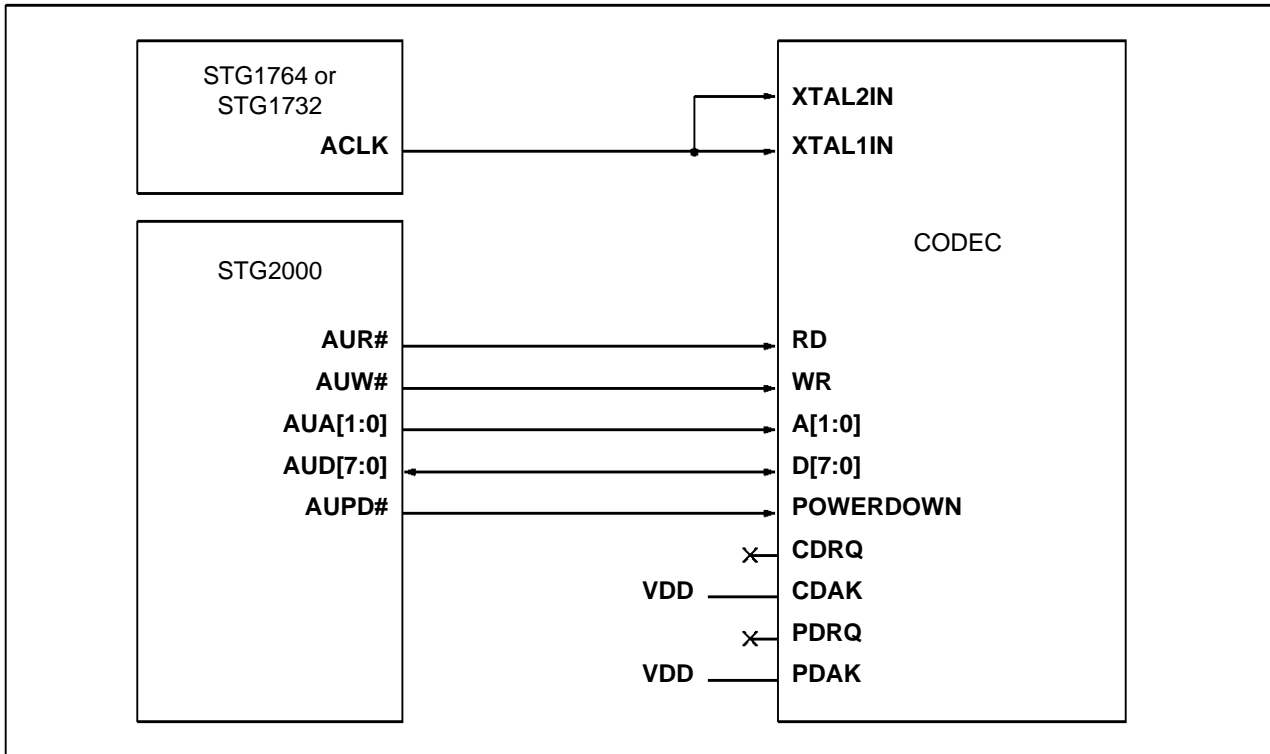 STG1764 or
STG1732
ACLK
XTAL2IN
XTAL1IN
CODEC
STG2000
AUR#
RD
AUW#
WR
AUA[1:0]
A[1:0]
AUD[7:0]
D[7:0]
AUPD#
POWERDOWN
CDRQ
VDD
CDAK
PDRQ
VDD
PDAK